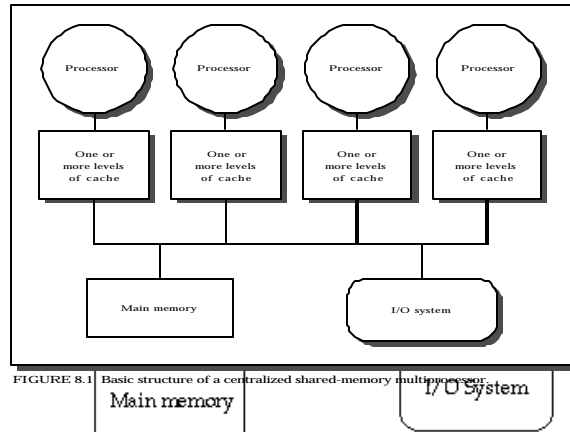 Processor Processor Processor Processor
One or One or One or One or
more levels more levels more levels more levels
of cache of cache of cache of cache
Main memory I/O system
FIGURE 8.1 Basic structure of a centralized shared-memory multiprocessor.
Main memory I/O System